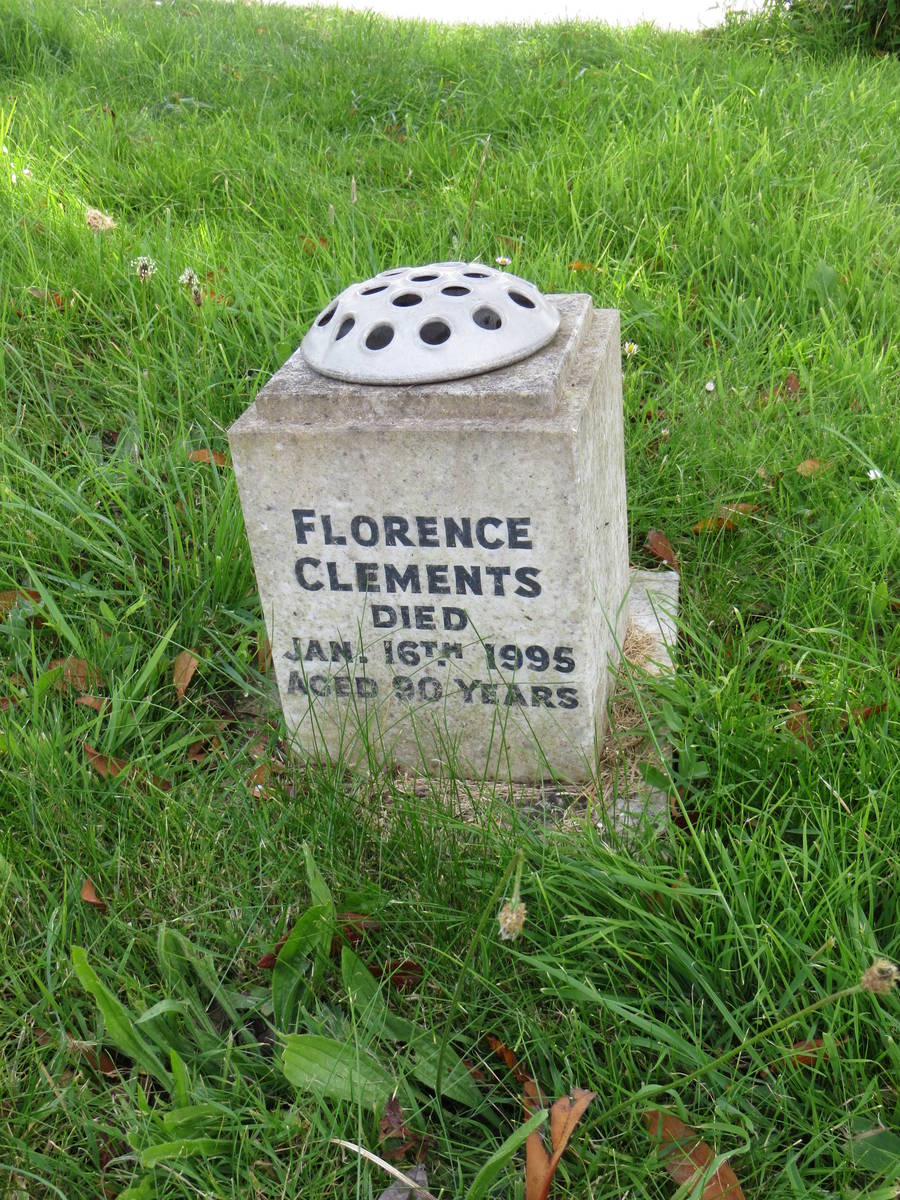 FLORENCE
CLEMENTS
DIED
JAN. 16TH 1995
AGED 90 YEARS